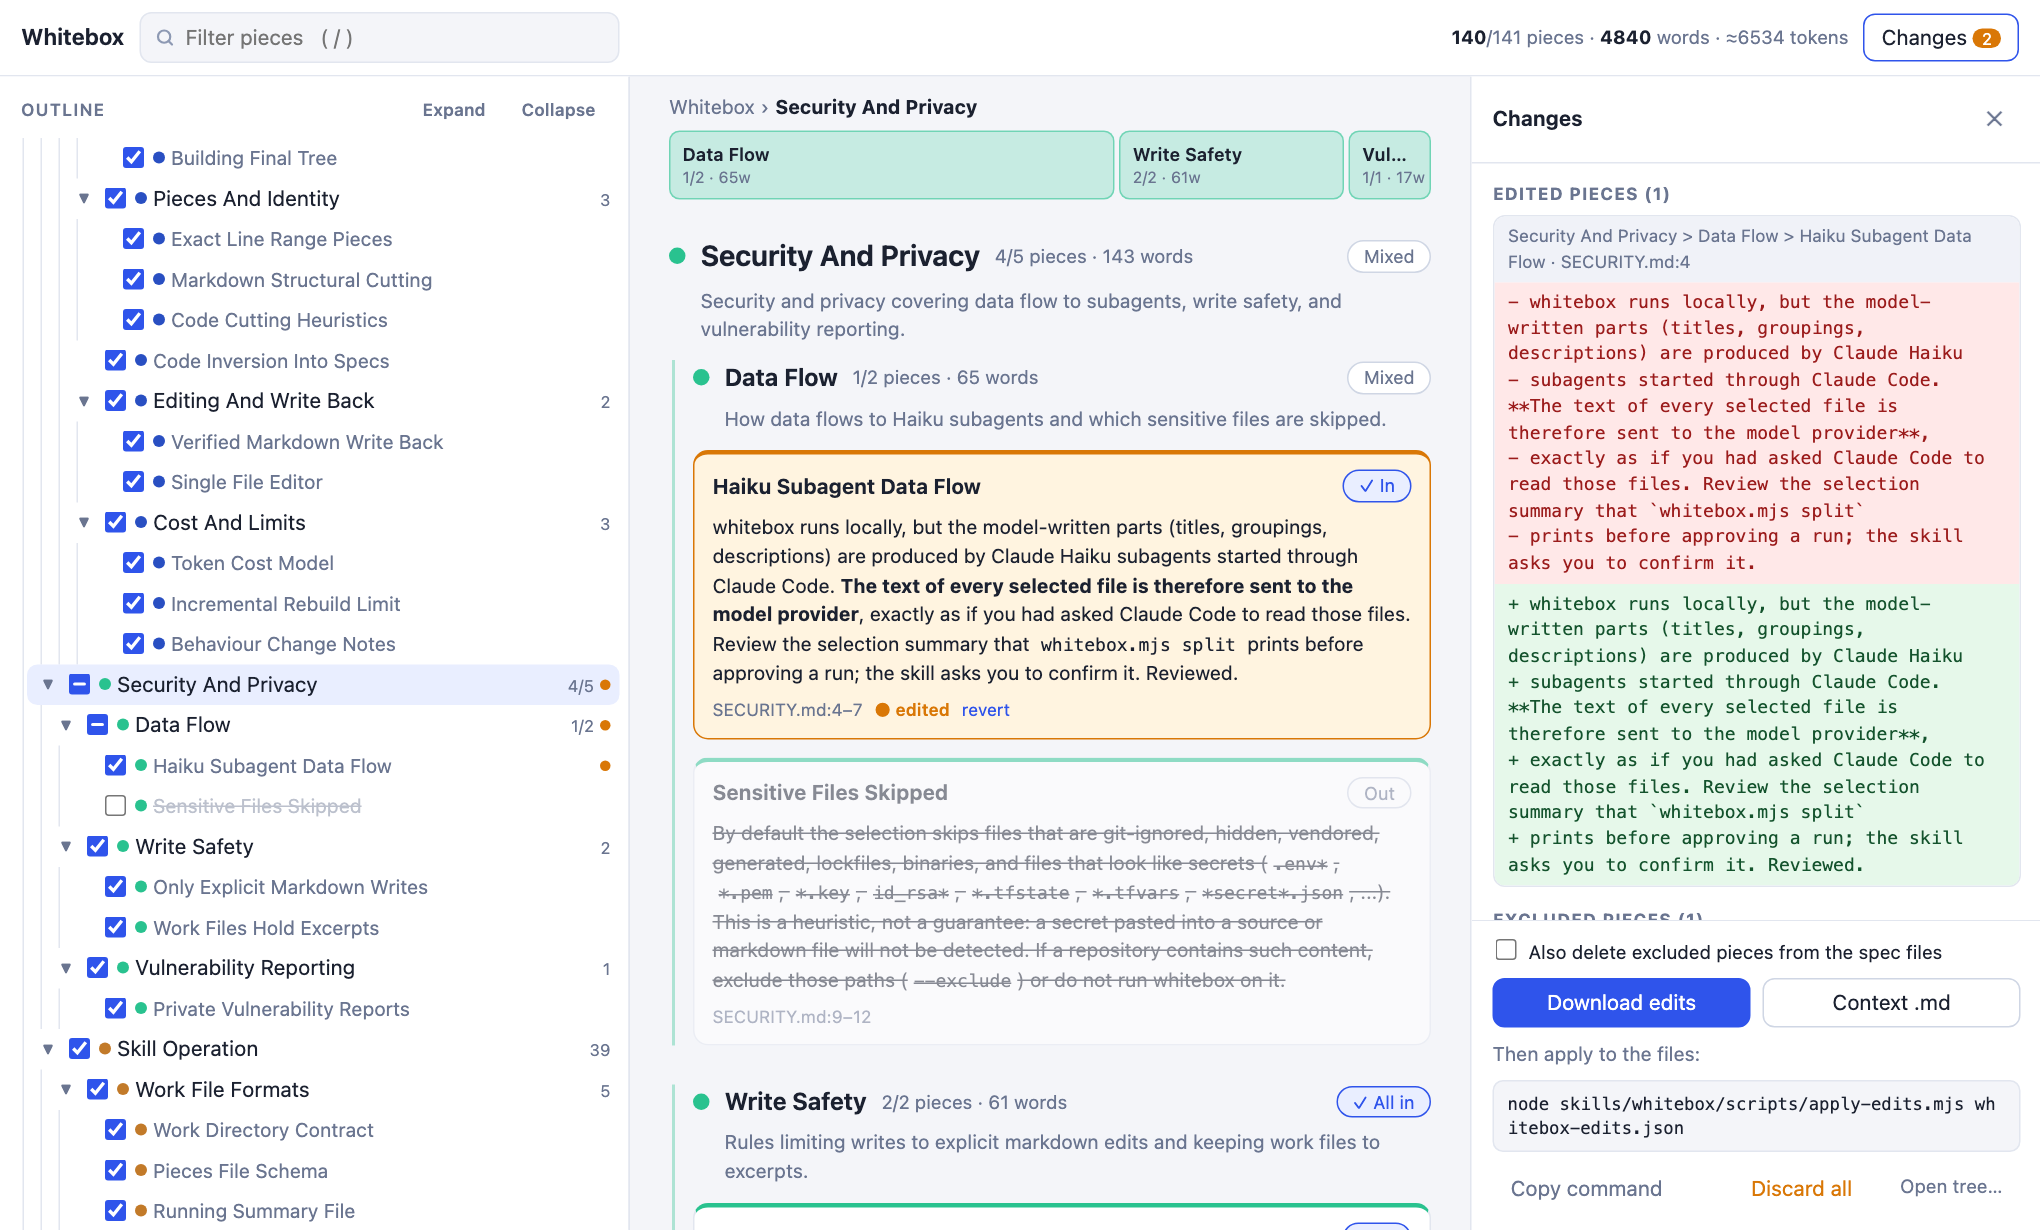 Whitebox
Filter pieces ( / )
140/141 pieces · 4840 words · ≈6534 tokens
Changes 2
OUTLINE
Expand
Collapse
Building Final Tree
Pieces And Identity 3
Exact Line Range Pieces
Markdown Structural Cutting
Code Cutting Heuristics
Code Inversion Into Specs
Editing And Write Back 2
Verified Markdown Write Back
Single File Editor
Cost And Limits 3
Token Cost Model
Incremental Rebuild Limit
Behaviour Change Notes
Security And Privacy 4/5
Data Flow 1/2
Haiku Subagent Data Flow
Sensitive Files Skipped
Write Safety 2
Only Explicit Markdown Writes
Work Files Hold Excerpts
Vulnerability Reporting 1
Private Vulnerability Reports
Skill Operation 39
Work File Formats 5
Work Directory Contract
Pieces File Schema
Running Summary File
Whitebox › Security And Privacy
Data Flow
1/2 · 65w
Write Safety
2/2 · 61w
Vul...
1/1 · 17w
Security And Privacy 4/5 pieces · 143 words
Mixed
Security and privacy covering data flow to subagents, write safety, and
vulnerability reporting.
Data Flow 1/2 pieces · 65 words
Mixed
How data flows to Haiku subagents and which sensitive files are skipped.
Haiku Subagent Data Flow
✓ In
whitebox runs locally, but the model-written parts (titles, groupings,
descriptions) are produced by Claude Haiku subagents started through
Claude Code. The text of every selected file is therefore sent to the
model provider, exactly as if you had asked Claude Code to read those files.
Review the selection summary that whitebox.mjs split prints before
approving a run; the skill asks you to confirm it. Reviewed.
SECURITY.md:4–7 edited revert
Sensitive Files Skipped
Out
By default the selection skips files that are git-ignored, hidden, vendored,
generated, lockfiles, binaries, and files that look like secrets ( .env* ,
*.pem , *.key , id_rsa* , *.tfstate , *.tfvars , *secret*.json , ...).
This is a heuristic, not a guarantee: a secret pasted into a source or
markdown file will not be detected. If a repository contains such content,
exclude those paths ( --exclude ) or do not run whitebox on it.
SECURITY.md:9–12
Write Safety 2/2 pieces · 61 words
✓ All in
Rules limiting writes to explicit markdown edits and keeping work files to
excerpts.
Changes
EDITED PIECES (1)
Security And Privacy > Data Flow > Haiku Subagent Data
Flow · SECURITY.md:4
- whitebox runs locally, but the model-
written parts (titles, groupings,
descriptions) are produced by Claude Haiku
- subagents started through Claude Code.
**The text of every selected file is
therefore sent to the model provider**,
- exactly as if you had asked Claude Code to
read those files. Review the selection
summary that `whitebox.mjs split`
- prints before approving a run; the skill
asks you to confirm it.
+ whitebox runs locally, but the model-
written parts (titles, groupings,
descriptions) are produced by Claude Haiku
+ subagents started through Claude Code.
**The text of every selected file is
therefore sent to the model provider**,
+ exactly as if you had asked Claude Code to
read those files. Review the selection
summary that `whitebox.mjs split`
+ prints before approving a run; the skill
asks you to confirm it. Reviewed.
EXCLUDED PIECES (1)
Also delete excluded pieces from the spec files
Download edits
Context .md
Then apply to the files:
node skills/whitebox/scripts/apply-edits.mjs wh
itebox-edits.json
Copy command
Discard all
Open tree...